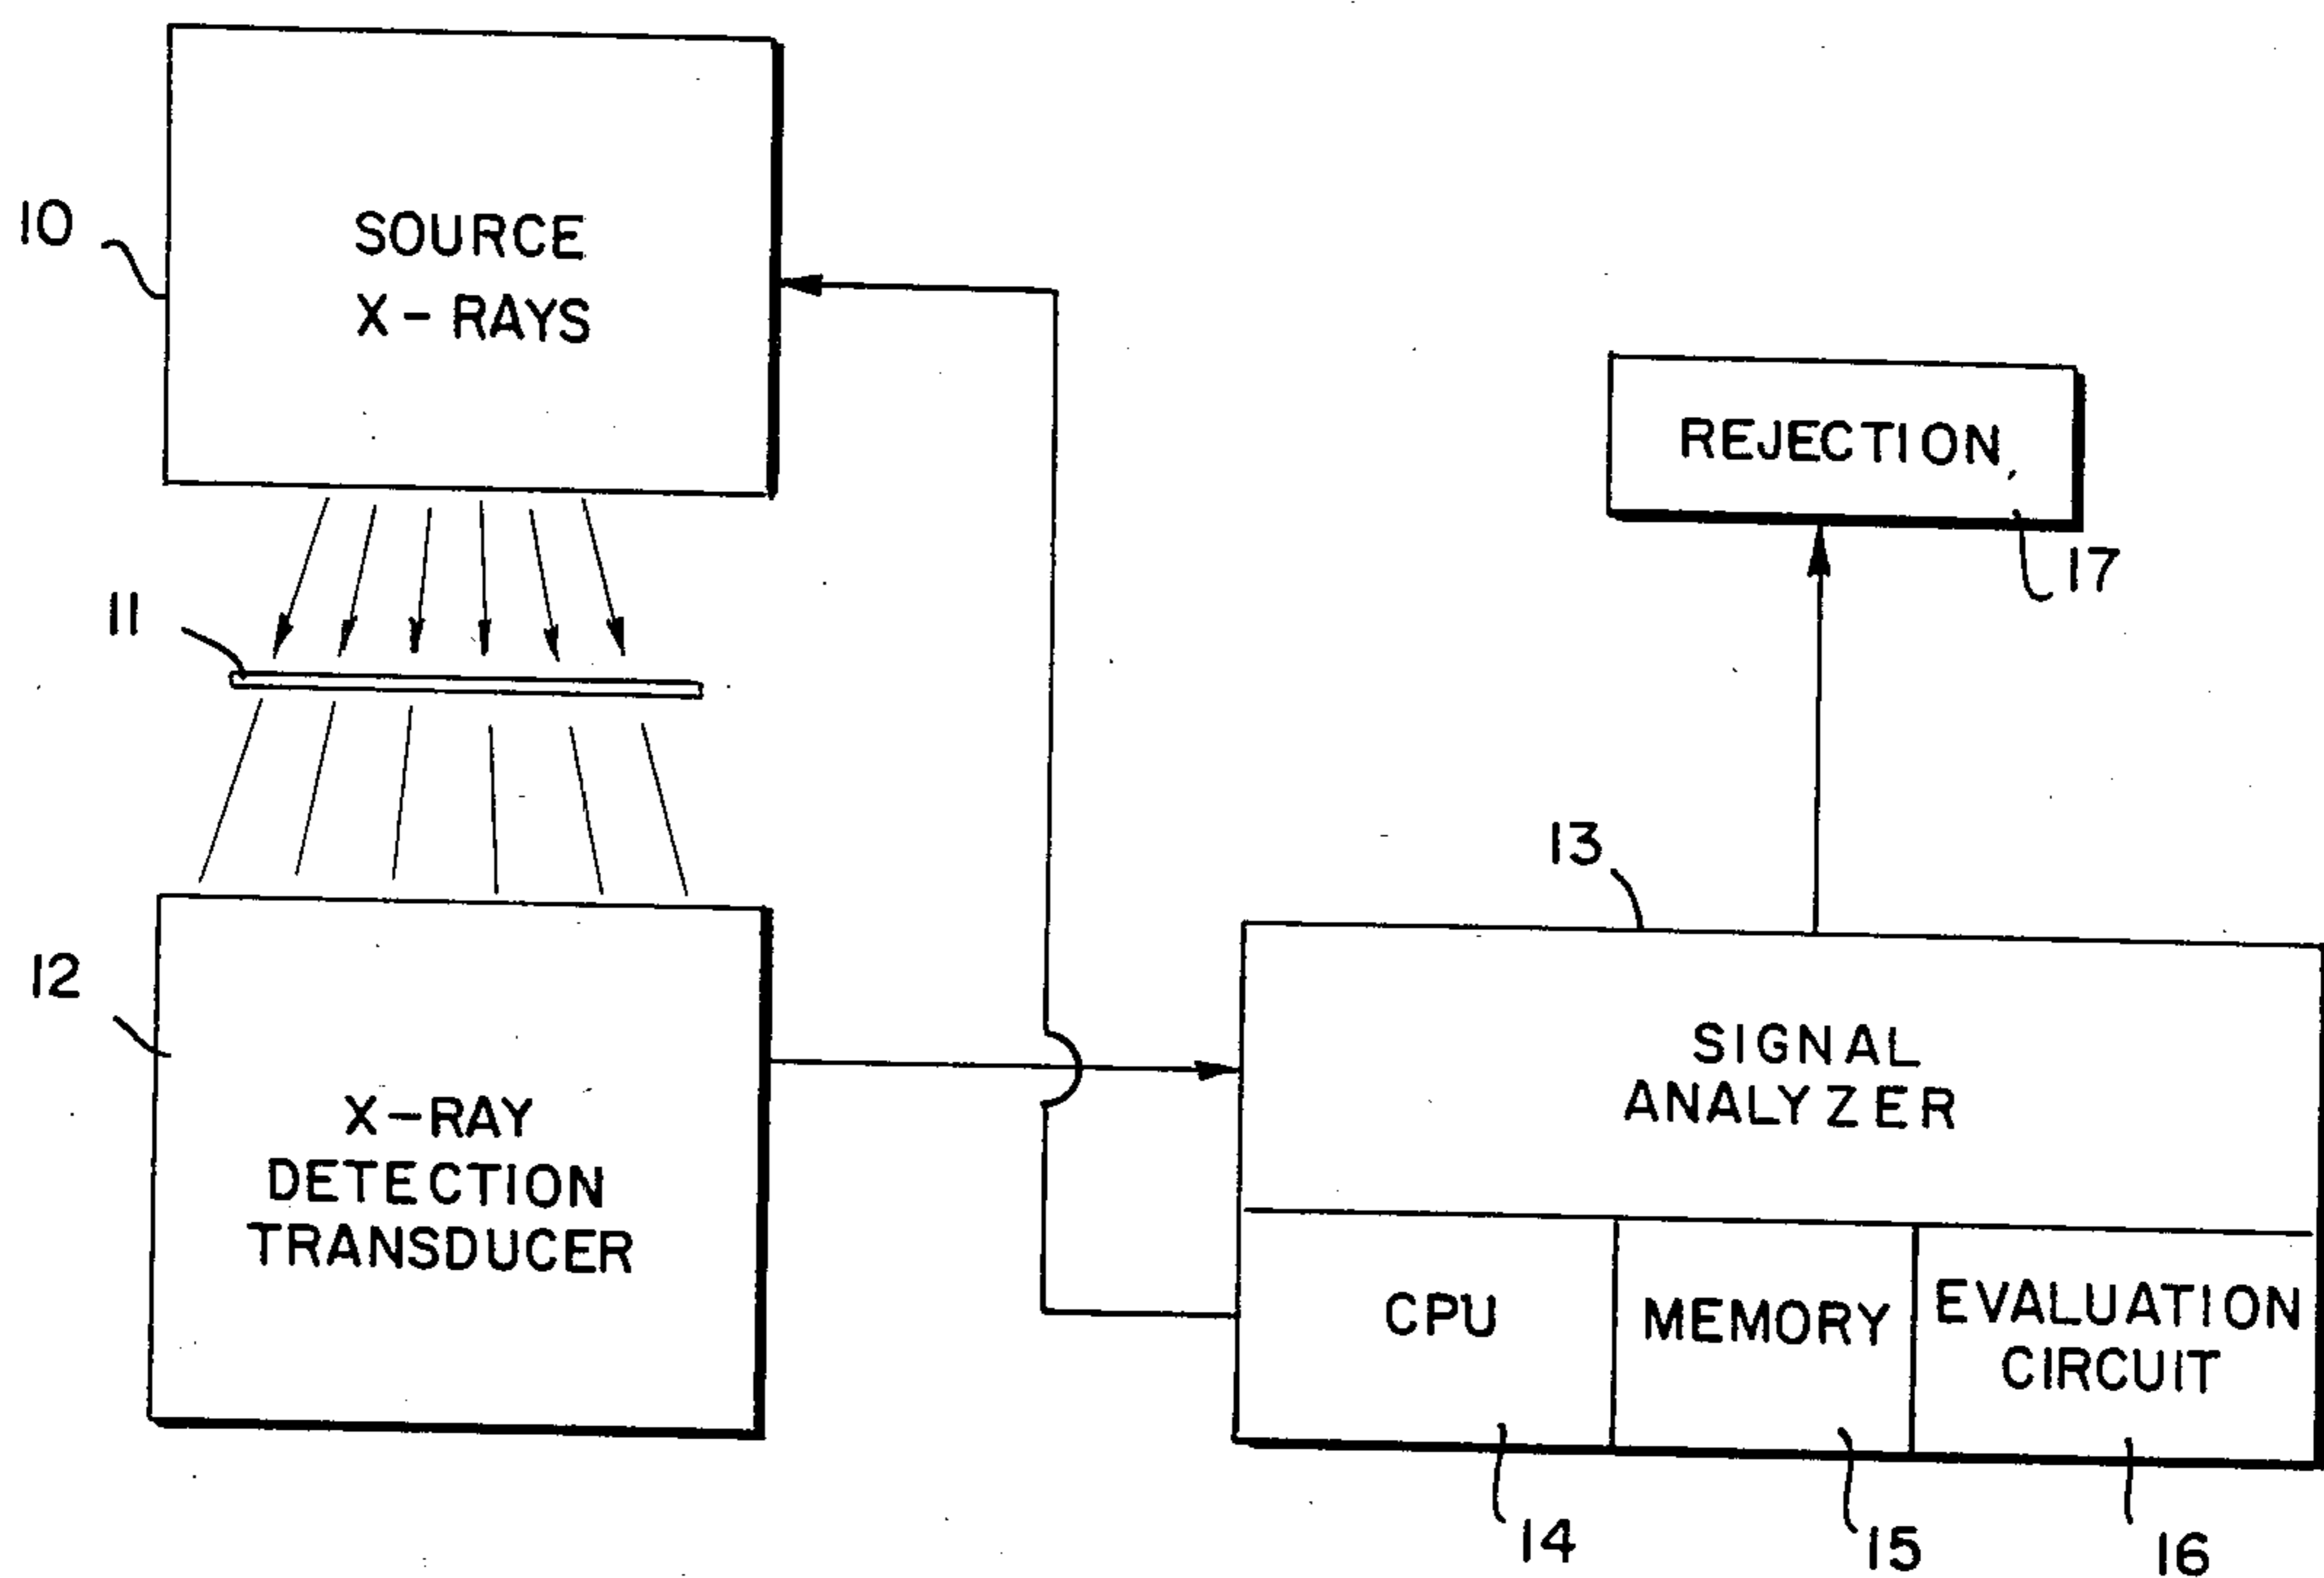 10
SOURCE
X-RAYS
11
12
X-RAY
DETECTION
TRANSDUCER
REJECTION
17
13
SIGNAL
ANALYZER
CPU
MEMORY
EVALUATION
CIRCUIT
14
15
16